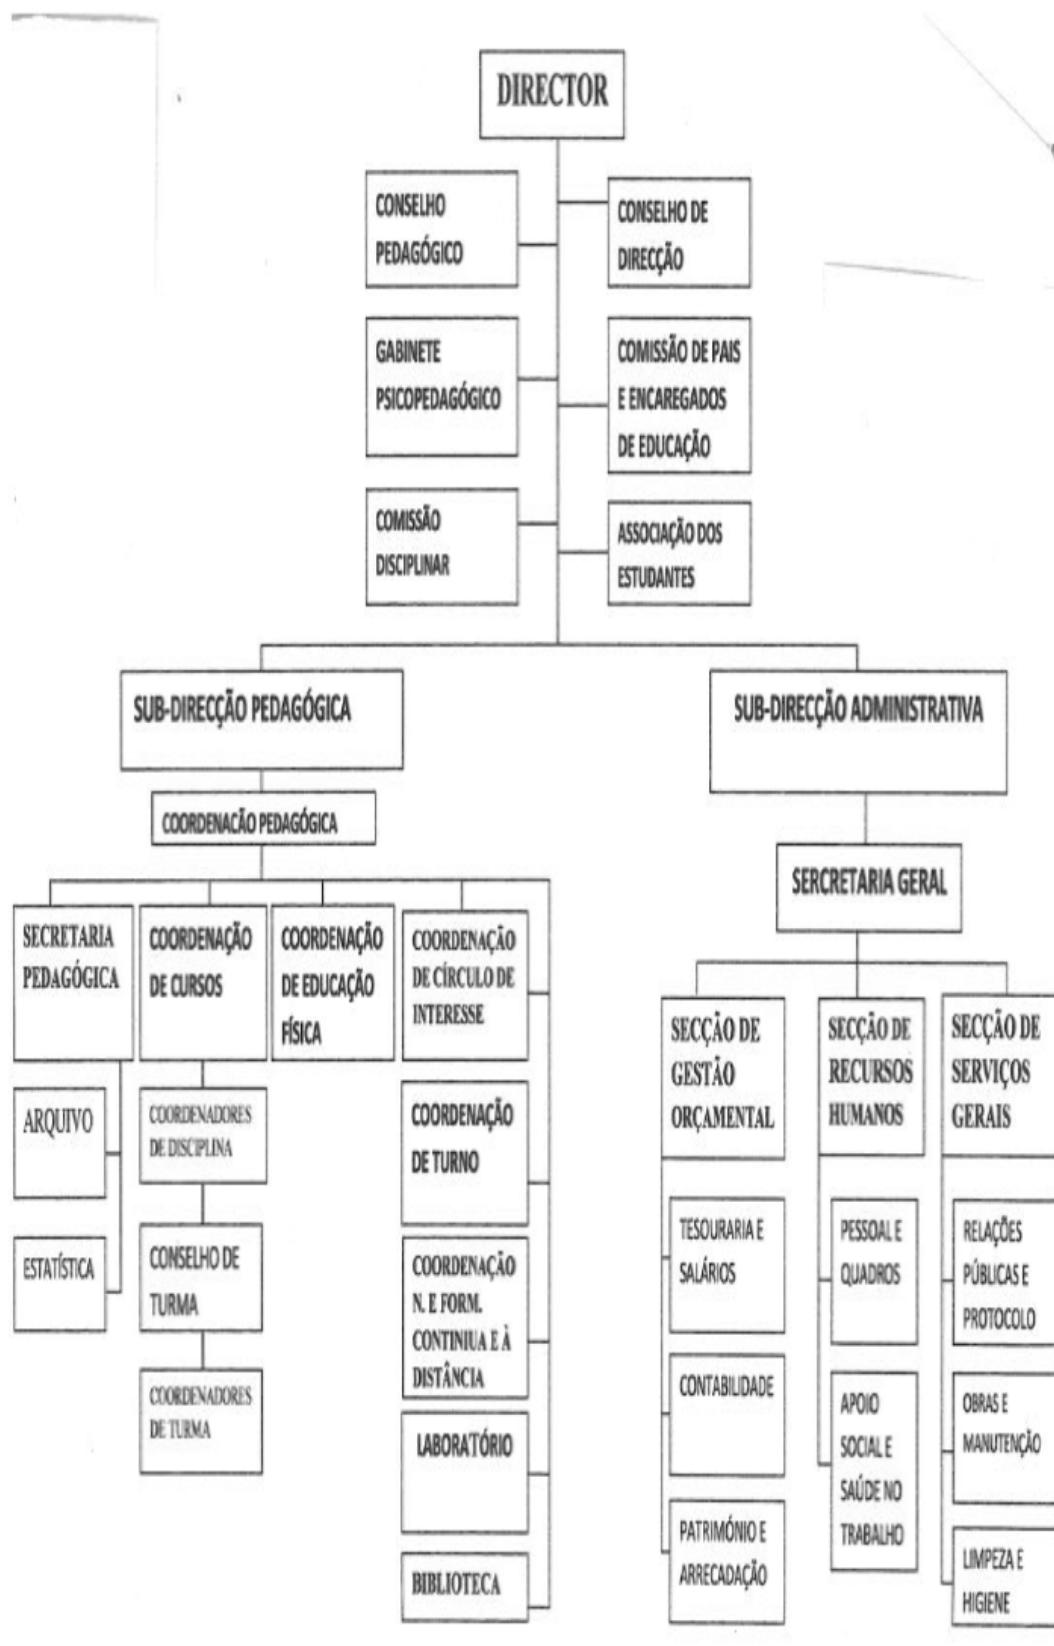 DIRECTOR
CONSELHO
PEDAGÓGICO
CONSELHO DE
DIRECÇÃO
GABINETE
PSICOPEDAGÓGICO
COMISSÃO DE PAIS
E ENCAREGADOS
DE EDUCAÇÃO
COMISSÃO
DISCIPLINAR
ASSOCIAÇÃO DOS
ESTUDANTES
SUB-DIRECÇÃO PEDAGÓGICA
SUB-DIRECÇÃO ADMINISTRATIVA
COORDENACÃO PEDAGÓGICA
SERCRETARIA GERAL
SECRETARIA
PEDAGÓGICA
COORDENAÇÃO
DE CURSOS
COORDENAÇÃO
DE EDUCAÇÃO
FÍSICA
COORDENAÇÃO
DE CÍRCULO DE
INTERESSE
ARQUIVO
ESTATÍSTICA
COORDENADORES
DE DISCIPLINA
CONSELHO DE
TURMA
COORDENADORES
DE TURMA
COORDENAÇÃO
DE TURNO
COORDENAÇÃO
N. E FORM.
CONTINIUA E À
DISTÂNCIA
LABORATÓRIO
BIBLIOTECA
SECÇÃO DE
GESTÃO
ORÇAMENTAL
SECÇÃO DE
RECURSOS
HUMANOS
SECÇÃO DE
SERVIÇOS
GERAIS
TESOURARIA E
SALÁRIOS
CONTABILIDADE
PATRIMÓNIO E
ARRECADAÇÃO
PESSOAL E
QUADROS
APOIO
SOCIAL E
SAÚDE NO
TRABALHO
RELAÇÕES
PÚBLICAS E
PROTOCOLO
OBRAS E
MANUTENÇÃO
LIMPEZA E
HIGIENE